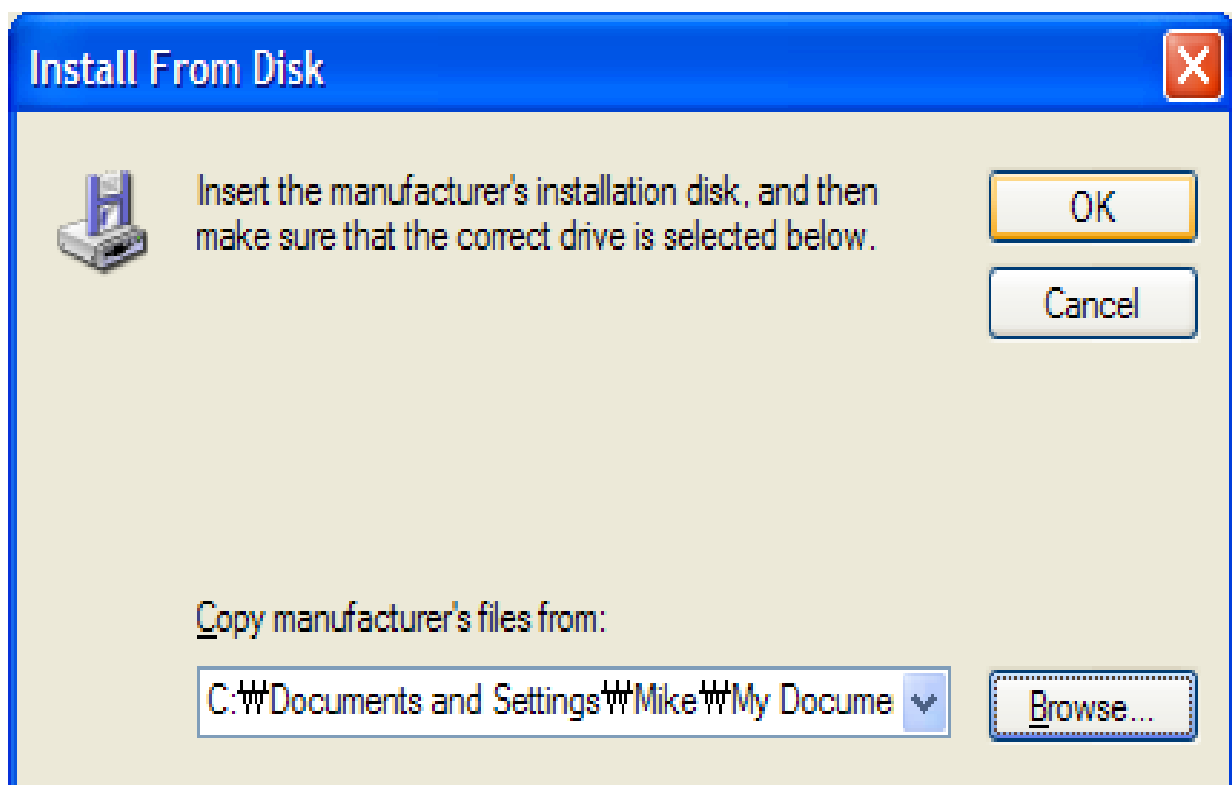 Install From Disk
Insert the manufacturer's installation disk, and then
make sure that the correct drive is selected below.
OK
Cancel
Copy manufacturer's files from:
C:₩Documents and Settings₩Mike₩My Docume
Browse...